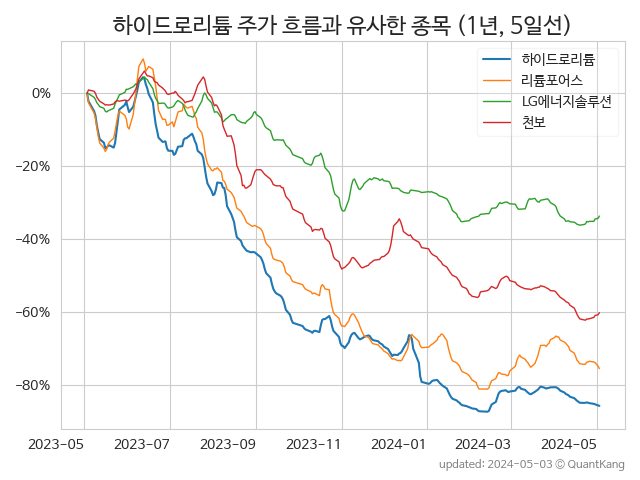 하이드로리튬 주가 흐름과 유사한 종목 (1년, 5일선)
하이드로리튬
리튬포어스
LG에너지솔루션
천보
0%
−20%
−40%
−60%
−80%
2023-05 2023-07 2023-09 2023-11 2024-01 2024-03 2024-05
updated: 2024-05-03 © QuantKang